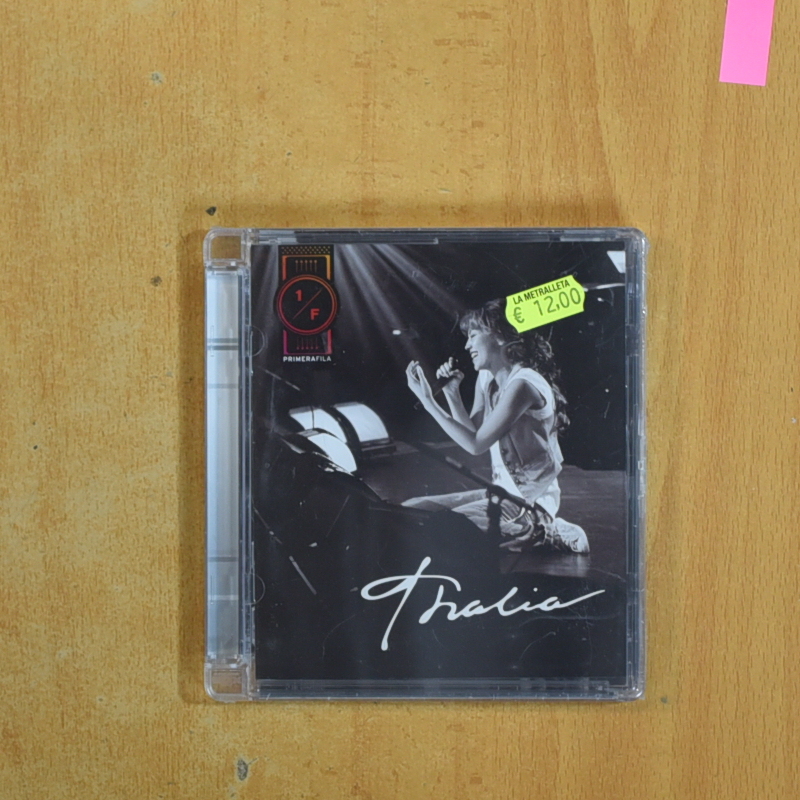 1/F
PRIMERAFILA
LA METRALLETA
€ 12,00
Thalia